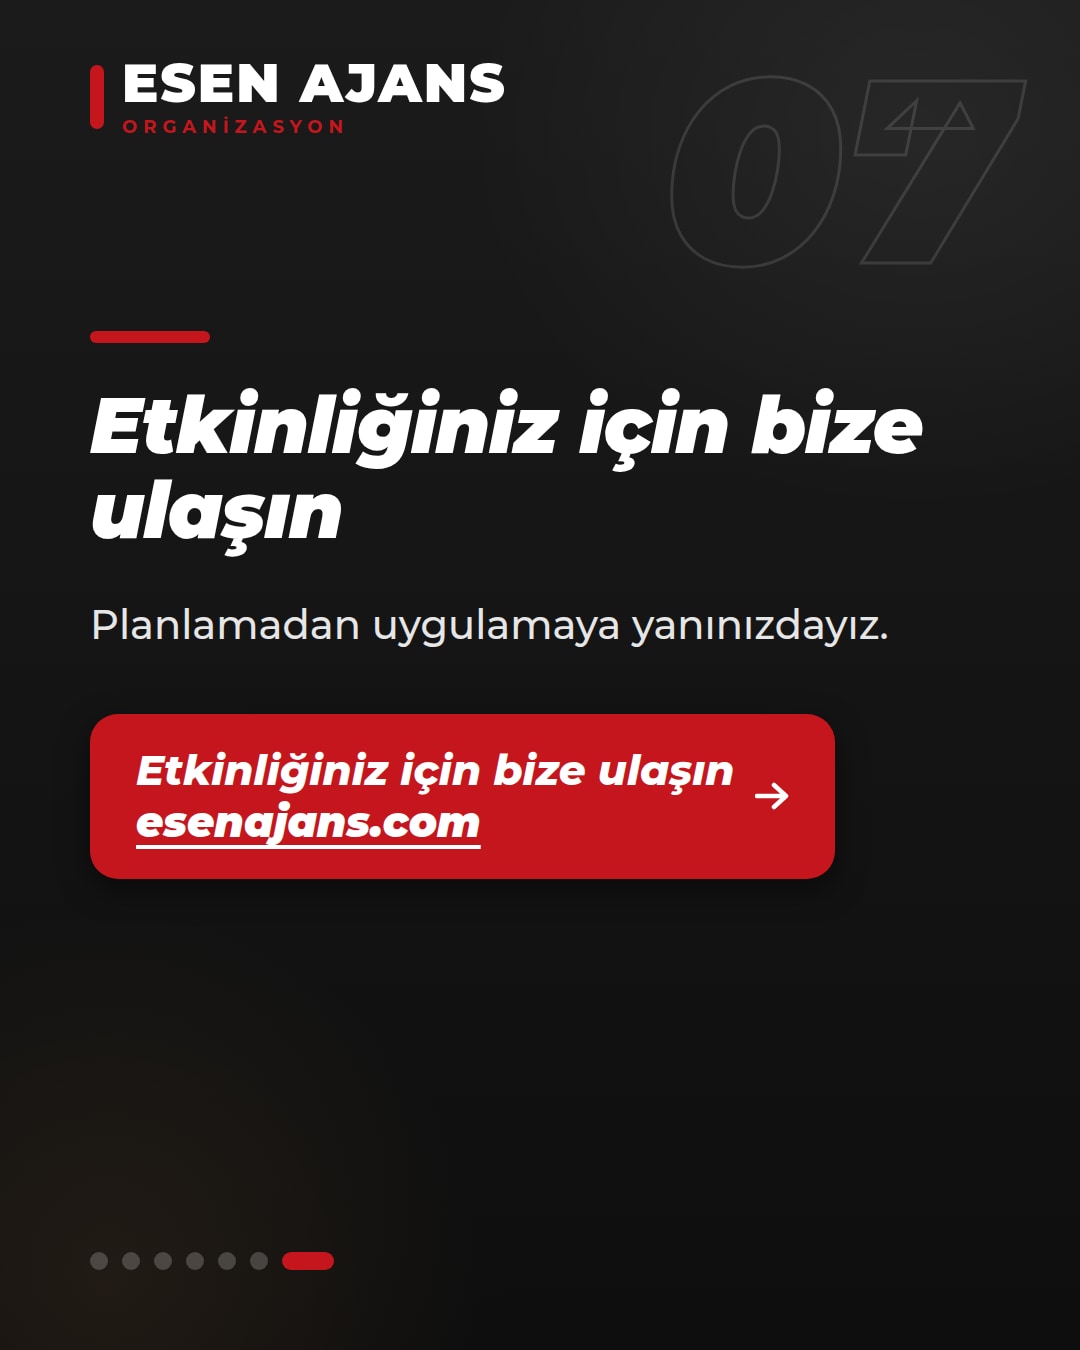 ESEN AJANS
ORGANİZASYON
07
Etkinliğiniz için bize
ulaşın
Planlamadan uygulamaya yanınızdayız.
Etkinliğiniz için bize ulaşın
esenajans.com